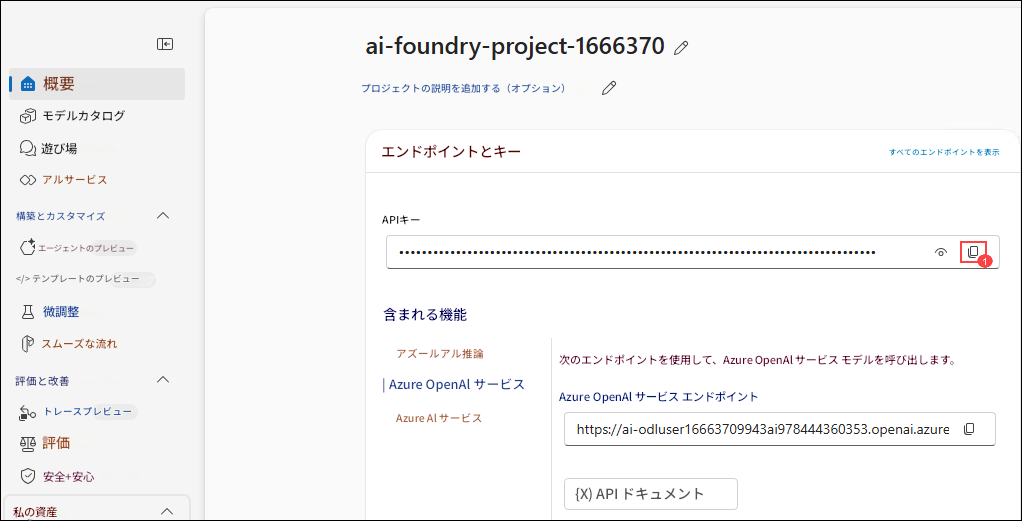 ai-foundry-project-1666370
プロジェクトの説明を追加する（オプション）
概要
モデルカタログ
遊び場
アルサービス
構築とカスタマイズ
エージェントのプレビュー
</> テンプレートのプレビュー
微調整
スムーズな流れ
評価と改善
トレースプレビュー
評価
安全+安心
私の資産
エンドポイントとキー
すべてのエンドポイントを表示
APIキー
1
含まれる機能
アズールアル推論
Azure OpenAl サービス
Azure Al サービス
次のエンドポイントを使用して、Azure OpenAl サービス モデルを呼び出します。
Azure OpenAl サービス エンドポイント
https://ai-odluser16663709943ai978444360353.openai.azure
{X) API ドキュメント